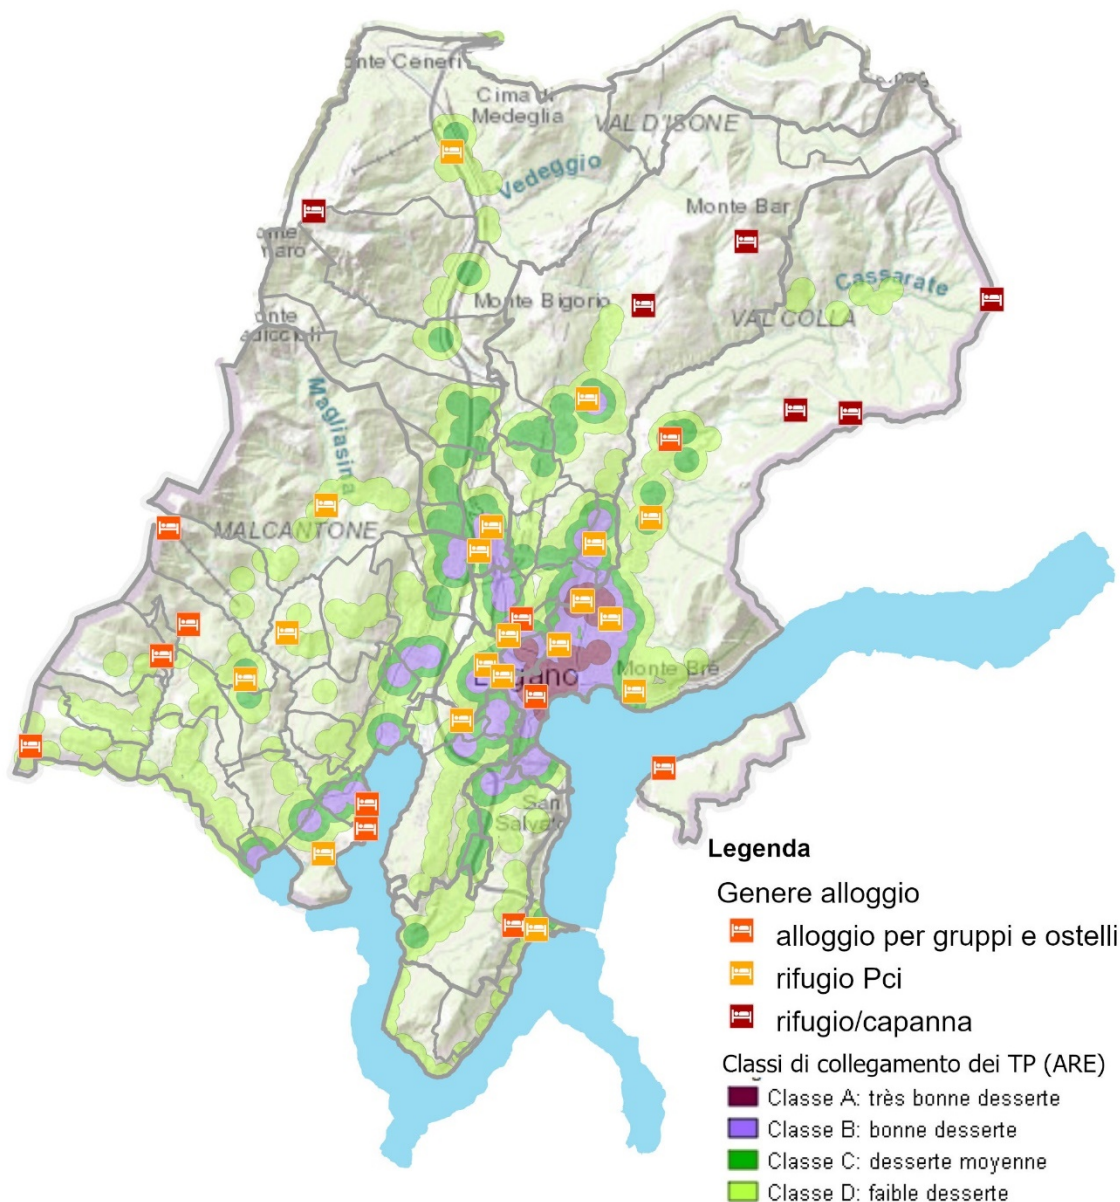 Cima di
Medeglia
VAL D'ISONE
Vedeggio
Monte Bar
Cassarate
Monte Bigorio
VAL COLLA
Magliasina
MALCANTONE
Monte Brè
San
Legenda
Genere alloggio
alloggio per gruppi e ostelli
rifugio Pci
rifugio/capanna
Classi di collegamento dei TP (ARE)
Classe A: très bonne desserte
Classe B: bonne desserte
Classe C: desserte moyenne
Classe D: faible desserte